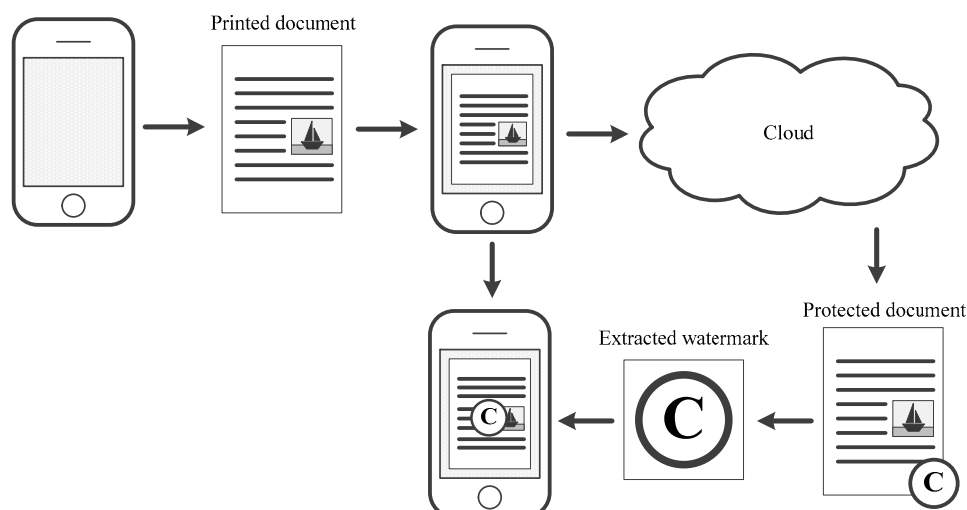 Printed document
Cloud
Protected document
Extracted watermark
C
C
C